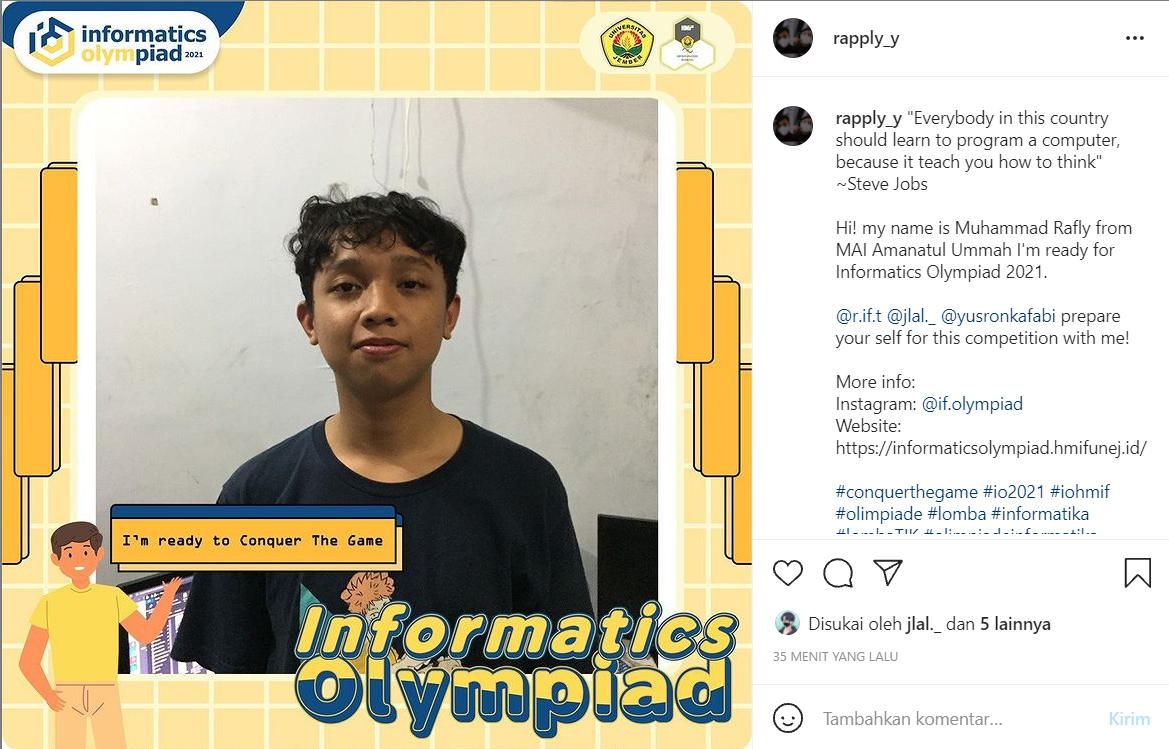 informatics
olympiad 2021
UNIVERSITAS
JEMBER
I'm ready to Conquer The Game
Informatics
Olympiad
rapply_y
rapply_y "Everybody in this country
should learn to program a computer,
because it teach you how to think"
~Steve Jobs
Hi! my name is Muhammad Rafly from
MAI Amanatul Ummah I'm ready for
Informatics Olympiad 2021.
@r.if.t @jlal._ @yusronkafabi prepare
your self for this competition with me!
More info:
Instagram: @if.olympiad
Website:
https://informaticsolympiad.hmifunej.id/
#conquerthegame #io2021 #iohmif
#olimpiade #lomba #informatika
#lombaTIK #olimpiadeinformatika
Disukai oleh jlal._ dan 5 lainnya
35 MENIT YANG LALU
Tambahkan komentar...
Kirim